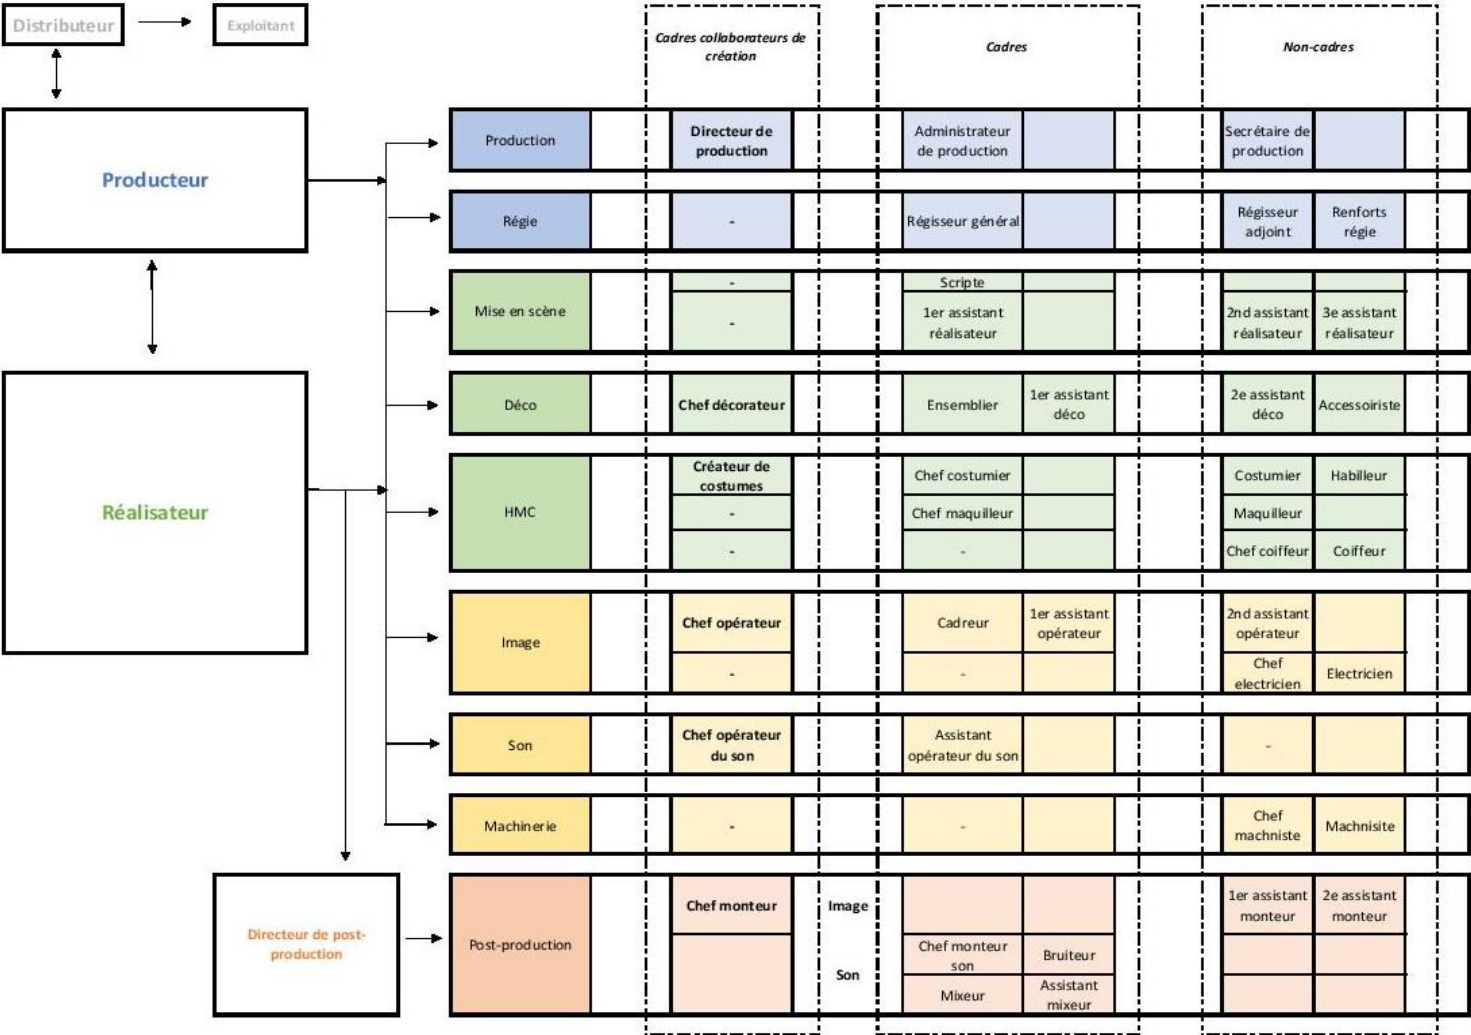 Distributeur
Exploitant
Cadres collaborateurs de
création
Cadres
Non-cadres
Producteur
Production
Directeur de
production
Administrateur
de production
Secrétaire de
production
Régie
-
Régisseur général
Régisseur
adjoint
Renforts
régie
Mise en scène
-
Scripte
-
1er assistant
réalisateur
2nd assistant
réalisateur
3e assistant
réalisateur
Réalisateur
Déco
Chef décorateur
Ensemblier
1er assistant
déco
2e assistant
déco
Accessoiriste
HMC
Créateur de
costumes
Chef costumier
Costumier
Habilleur
-
Chef maquilleur
Maquilleur
-
-
Chef coiffeur
Coiffeur
Image
Chef opérateur
Cadreur
1er assistant
opérateur
2nd assistant
opérateur
-
-
Chef
electricien
Electricien
Son
Chef opérateur
du son
Assistant
opérateur du son
-
Machinerie
-
-
Chef
machniste
Machnisite
Directeur de post-
production
Post-production
Chef monteur
Image
1er assistant
monteur
2e assistant
monteur
Son
Chef monteur
son
Bruiteur
Mixeur
Assistant
mixeur